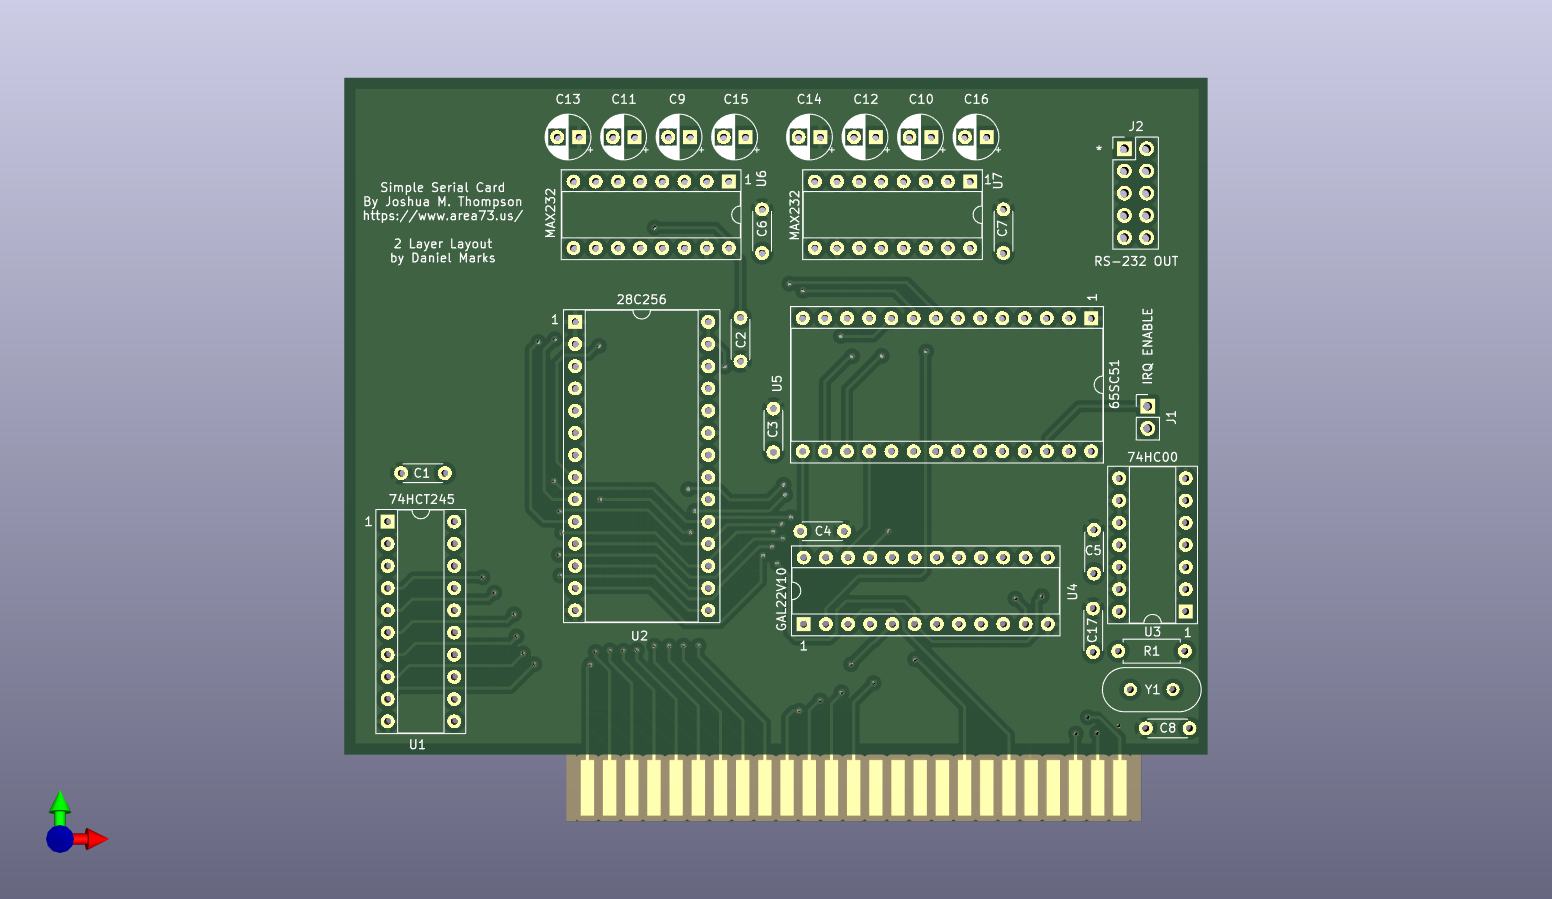 C13 C11 C9 C15 C14 C12 C10 C16
+ + + + + + + +
J2
*
Simple Serial Card
By Joshua M. Thompson
https://www.area73.us/
2 Layer Layout
by Daniel Marks
MAX232
1
U6
C6
MAX232
1
U7
C7
RS-232 OUT
28C256
1
C2
U2
U5
1
65SC51
C3
IRQ ENABLE
J1
C1
74HCT245
1
U1
C4
GAL22V10
1
U4
74HC00
C5
C17
U3
1
R1
Y1
C8